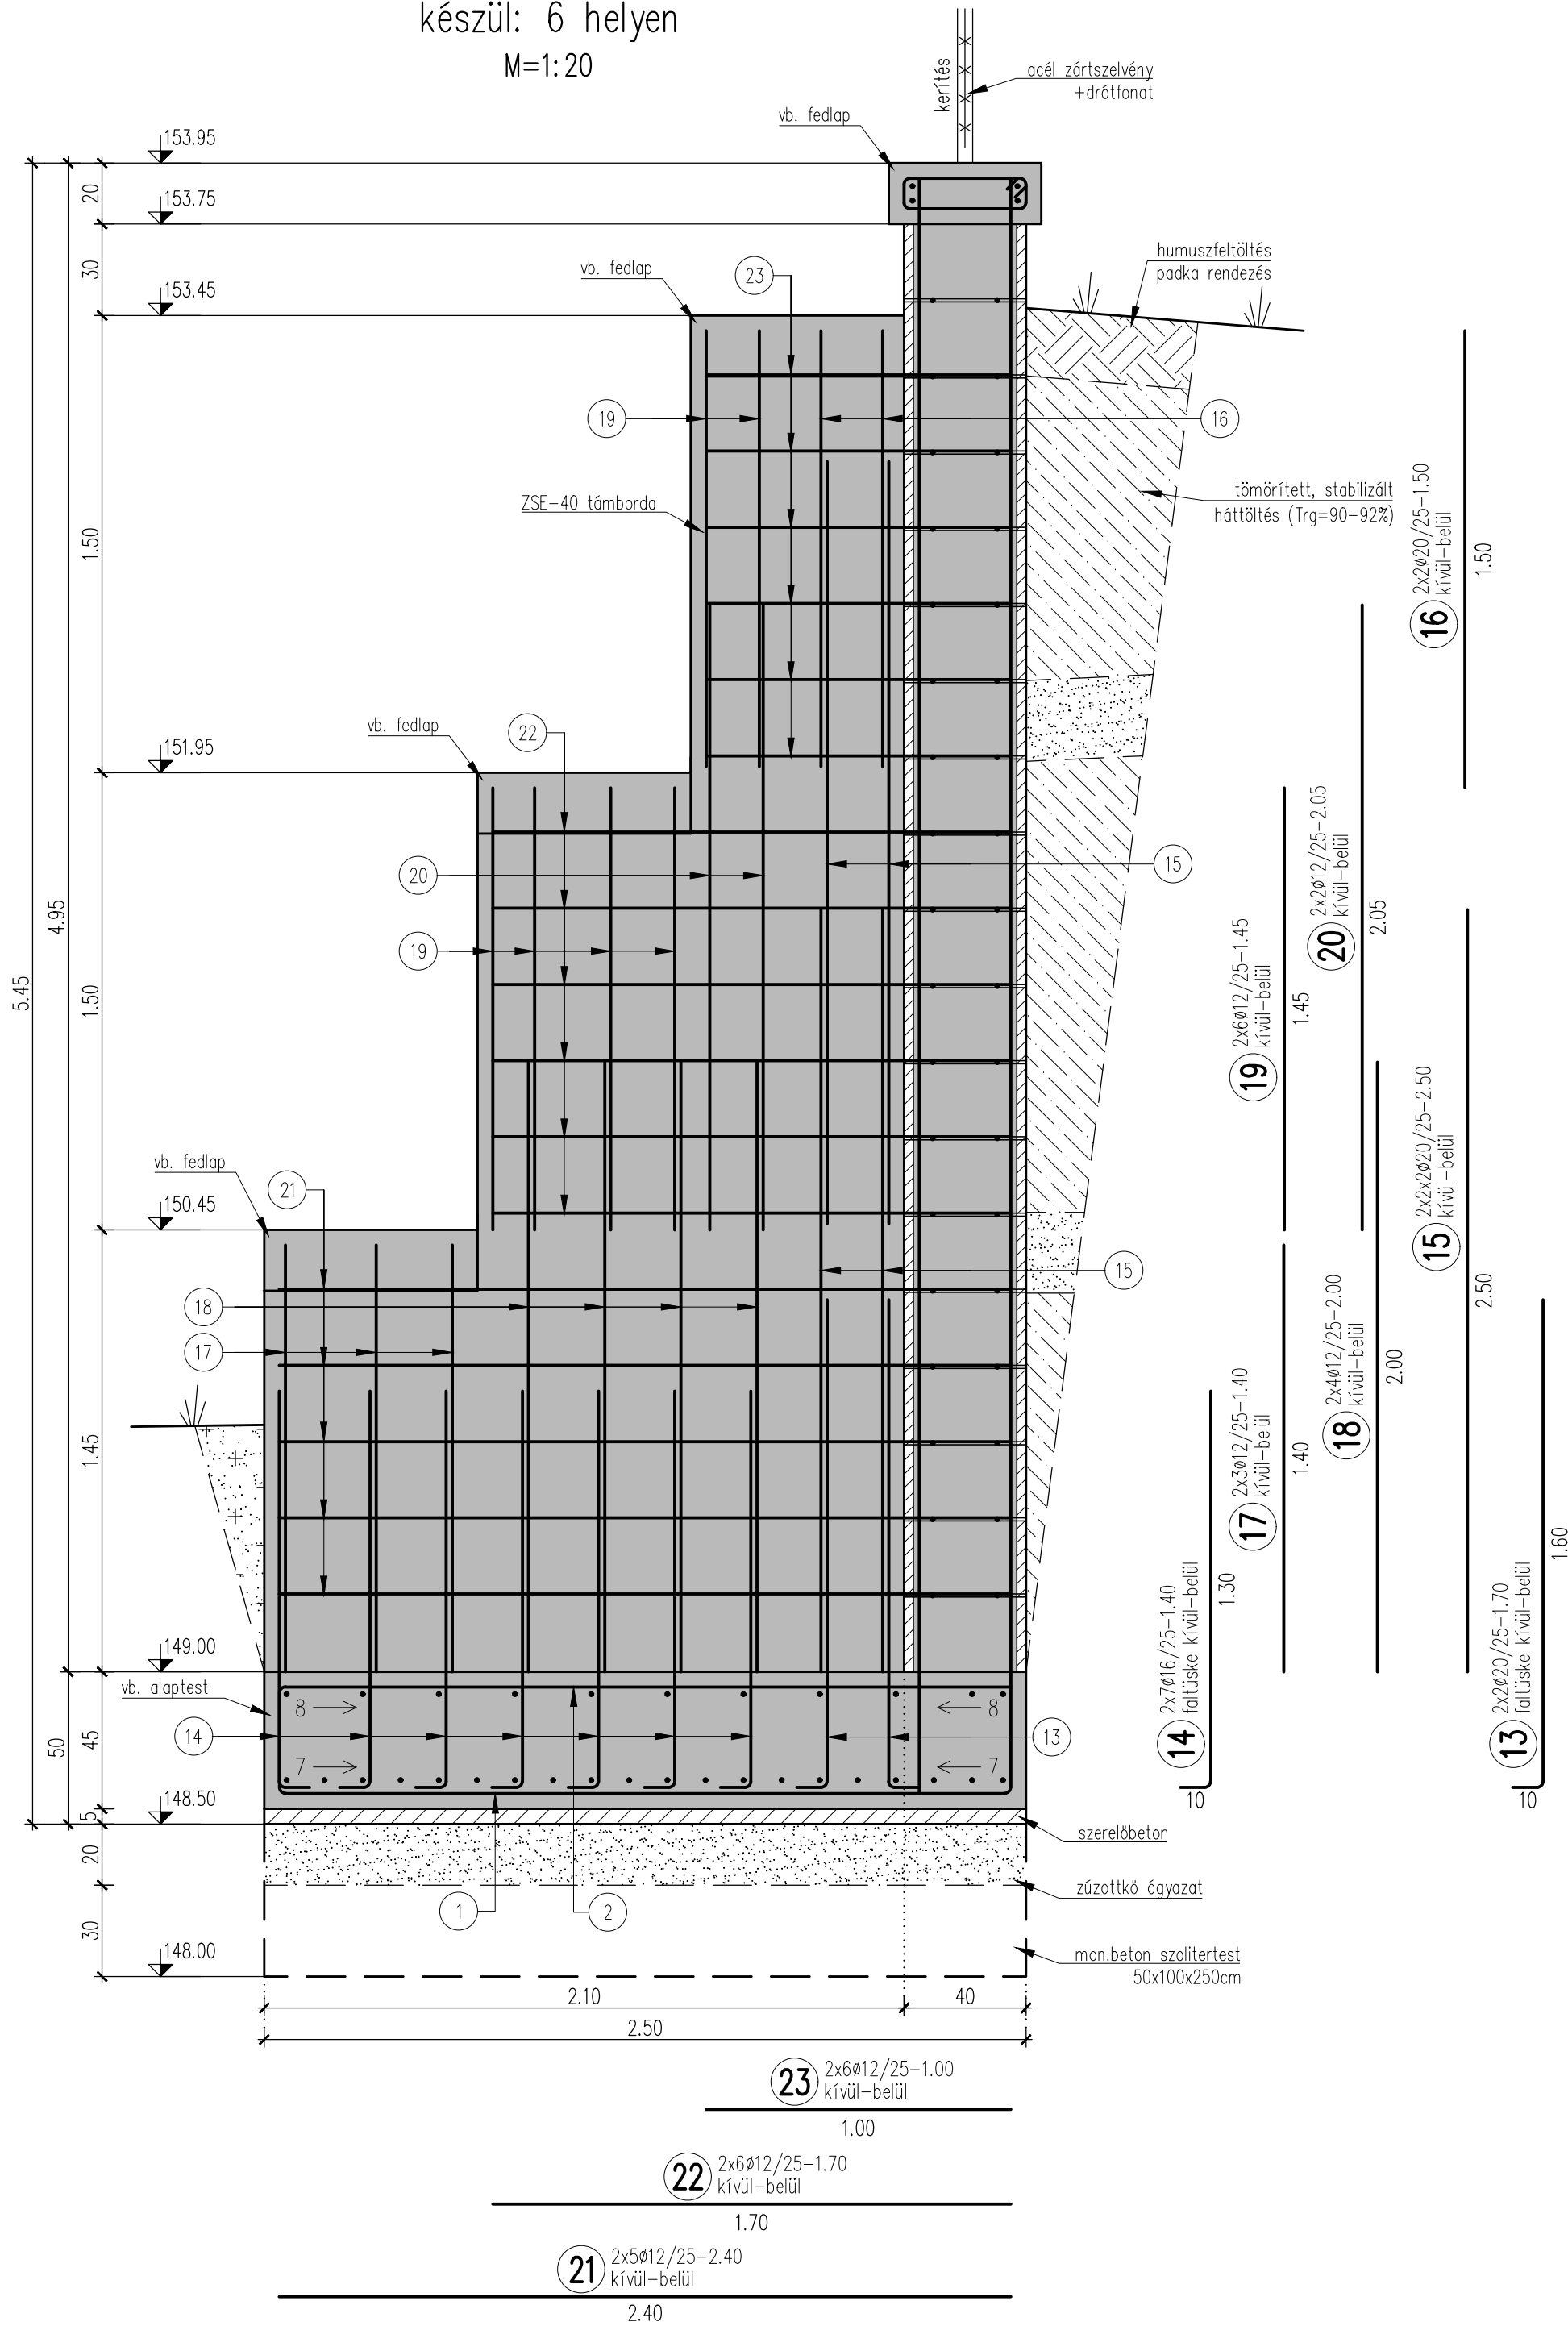 készül: 6 helyen
M=1:20
kerítés
acél zártszelvény
+drótfonat
vb. fedlap
153.95
20
153.75
30
153.45
vb. fedlap
23
humuszfeltöltés
padka rendezés
19
16
ZSE-40 támborda
tömörített, stabilizált
háttöltés (Trg=90-92%)
1.50
vb. fedlap
22
151.95
20
15
19
4.95
5.45
1.50
vb. fedlap
21
150.45
15
18
17
1.45
149.00
vb. alaptest
8
8
14
13
7
7
50
45
5
148.50
20
szerelőbeton
zúzottkő ágyazat
1
2
30
148.00
mon.beton szolitertest
50x100x250cm
2.10
40
2.50
16
2x2ø20/25-1.50
kívül-belül
1.50
20
2x2ø12/25-2.05
kívül-belül
2.05
19
2x6ø12/25-1.45
kívül-belül
1.45
15
2x2x2ø20/25-2.50
kívül-belül
2.50
18
2x4ø12/25-2.00
kívül-belül
2.00
17
2x3ø12/25-1.40
kívül-belül
1.40
14
2x7ø16/25-1.40
faltüske kívül-belül
1.30
10
13
2x2ø20/25-1.70
faltüske kívül-belül
1.60
10
23
2x6ø12/25-1.00
kívül-belül
1.00
22
2x6ø12/25-1.70
kívül-belül
1.70
21
2x5ø12/25-2.40
kívül-belül
2.40